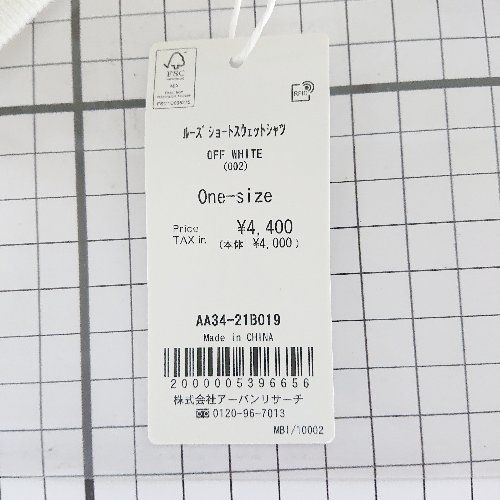 FSC
RFID
ルーズ ショートスウェットシャツ
OFF WHITE
(002)
One-size
Price ¥4,400
TAX in (本体 ¥4,000)
AA34-21B019
Made in CHINA
2000005396656
株式会社アーバンリサーチ
0120-96-7013
MBI/10002